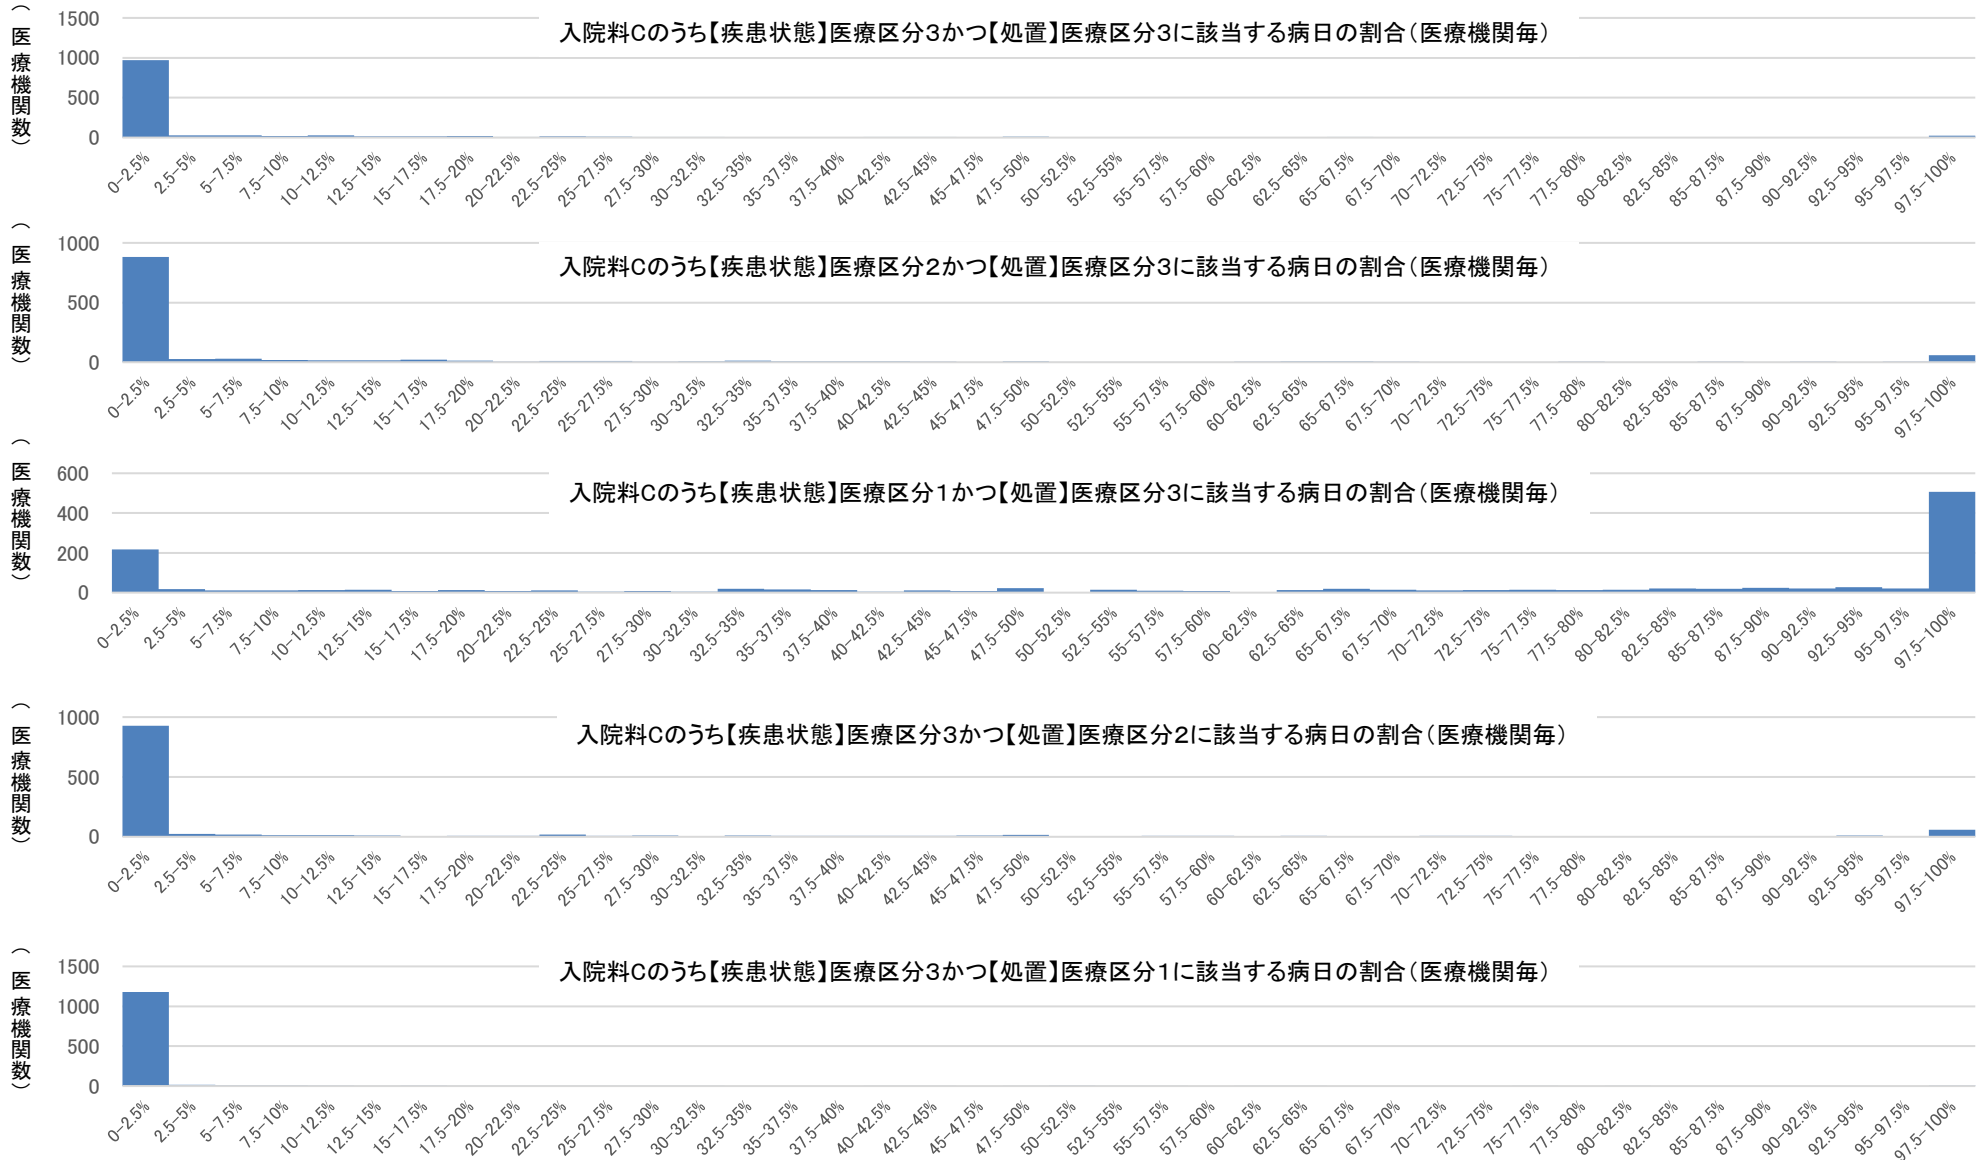 入院料Cのうち【疾患状態】医療区分3かつ【処置】医療区分3に該当する病日の割合(医療機関毎)
(医療機関数)
1500
1000
500
0
0-2.5% 2.5-5% 5-7.5% 7.5-10% 10-12.5% 12.5-15% 15-17.5% 17.5-20% 20-22.5% 22.5-25% 25-27.5% 27.5-30% 30-32.5% 32.5-35% 35-37.5% 37.5-40% 40-42.5% 42.5-45% 45-47.5% 47.5-50% 50-52.5% 52.5-55% 55-57.5% 57.5-60% 60-62.5% 62.5-65% 65-67.5% 67.5-70% 70-72.5% 72.5-75% 75-77.5% 77.5-80% 80-82.5% 82.5-85% 85-87.5% 87.5-90% 90-92.5% 92.5-95% 95-97.5% 97.5-100%
入院料Cのうち【疾患状態】医療区分2かつ【処置】医療区分3に該当する病日の割合(医療機関毎)
(医療機関数)
1000
500
0
0-2.5% 2.5-5% 5-7.5% 7.5-10% 10-12.5% 12.5-15% 15-17.5% 17.5-20% 20-22.5% 22.5-25% 25-27.5% 27.5-30% 30-32.5% 32.5-35% 35-37.5% 37.5-40% 40-42.5% 42.5-45% 45-47.5% 47.5-50% 50-52.5% 52.5-55% 55-57.5% 57.5-60% 60-62.5% 62.5-65% 65-67.5% 67.5-70% 70-72.5% 72.5-75% 75-77.5% 77.5-80% 80-82.5% 82.5-85% 85-87.5% 87.5-90% 90-92.5% 92.5-95% 95-97.5% 97.5-100%
入院料Cのうち【疾患状態】医療区分1かつ【処置】医療区分3に該当する病日の割合(医療機関毎)
(医療機関数)
600
400
200
0
0-2.5% 2.5-5% 5-7.5% 7.5-10% 10-12.5% 12.5-15% 15-17.5% 17.5-20% 20-22.5% 22.5-25% 25-27.5% 27.5-30% 30-32.5% 32.5-35% 35-37.5% 37.5-40% 40-42.5% 42.5-45% 45-47.5% 47.5-50% 50-52.5% 52.5-55% 55-57.5% 57.5-60% 60-62.5% 62.5-65% 65-67.5% 67.5-70% 70-72.5% 72.5-75% 75-77.5% 77.5-80% 80-82.5% 82.5-85% 85-87.5% 87.5-90% 90-92.5% 92.5-95% 95-97.5% 97.5-100%
入院料Cのうち【疾患状態】医療区分3かつ【処置】医療区分2に該当する病日の割合(医療機関毎)
(医療機関数)
1000
500
0
0-2.5% 2.5-5% 5-7.5% 7.5-10% 10-12.5% 12.5-15% 15-17.5% 17.5-20% 20-22.5% 22.5-25% 25-27.5% 27.5-30% 30-32.5% 32.5-35% 35-37.5% 37.5-40% 40-42.5% 42.5-45% 45-47.5% 47.5-50% 50-52.5% 52.5-55% 55-57.5% 57.5-60% 60-62.5% 62.5-65% 65-67.5% 67.5-70% 70-72.5% 72.5-75% 75-77.5% 77.5-80% 80-82.5% 82.5-85% 85-87.5% 87.5-90% 90-92.5% 92.5-95% 95-97.5% 97.5-100%
入院料Cのうち【疾患状態】医療区分3かつ【処置】医療区分1に該当する病日の割合(医療機関毎)
(医療機関数)
1500
1000
500
0
0-2.5% 2.5-5% 5-7.5% 7.5-10% 10-12.5% 12.5-15% 15-17.5% 17.5-20% 20-22.5% 22.5-25% 25-27.5% 27.5-30% 30-32.5% 32.5-35% 35-37.5% 37.5-40% 40-42.5% 42.5-45% 45-47.5% 47.5-50% 50-52.5% 52.5-55% 55-57.5% 57.5-60% 60-62.5% 62.5-65% 65-67.5% 67.5-70% 70-72.5% 72.5-75% 75-77.5% 77.5-80% 80-82.5% 82.5-85% 85-87.5% 87.5-90% 90-92.5% 92.5-95% 95-97.5% 97.5-100%